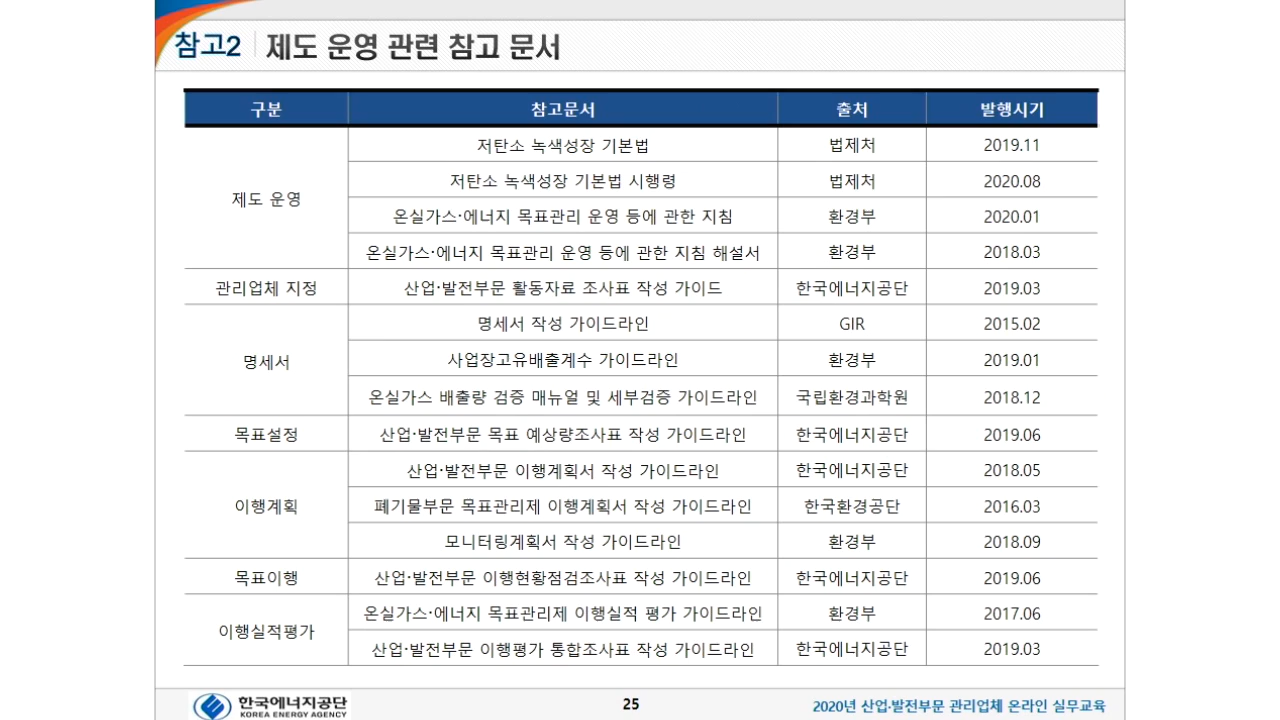 참고2 제도 운영 관련 참고 문서
구분 참고문서 출처 발행시기
제도 운영 저탄소 녹색성장 기본법 법제처 2019.11
저탄소 녹색성장 기본법 시행령 법제처 2020.08
온실가스·에너지 목표관리 운영 등에 관한 지침 환경부 2020.01
온실가스·에너지 목표관리 운영 등에 관한 지침 해설서 환경부 2018.03
관리업체 지정 산업·발전부문 활동자료 조사표 작성 가이드 한국에너지공단 2019.03
명세서 명세서 작성 가이드라인 GIR 2015.02
사업장고유배출계수 가이드라인 환경부 2019.01
온실가스 배출량 검증 매뉴얼 및 세부검증 가이드라인 국립환경과학원 2018.12
목표설정 산업·발전부문 목표 예상량조사표 작성 가이드라인 한국에너지공단 2019.06
이행계획 산업·발전부문 이행계획서 작성 가이드라인 한국에너지공단 2018.05
폐기물부문 목표관리제 이행계획서 작성 가이드라인 한국환경공단 2016.03
모니터링계획서 작성 가이드라인 환경부 2018.09
목표이행 산업·발전부문 이행현황점검조사표 작성 가이드라인 한국에너지공단 2019.06
이행실적평가 온실가스·에너지 목표관리제 이행실적 평가 가이드라인 환경부 2017.06
산업·발전부문 이행평가 통합조사표 작성 가이드라인 한국에너지공단 2019.03
한국에너지공단
KOREA ENERGY AGENCY
25
2020년 산업·발전부문 관리업체 온라인 실무교육